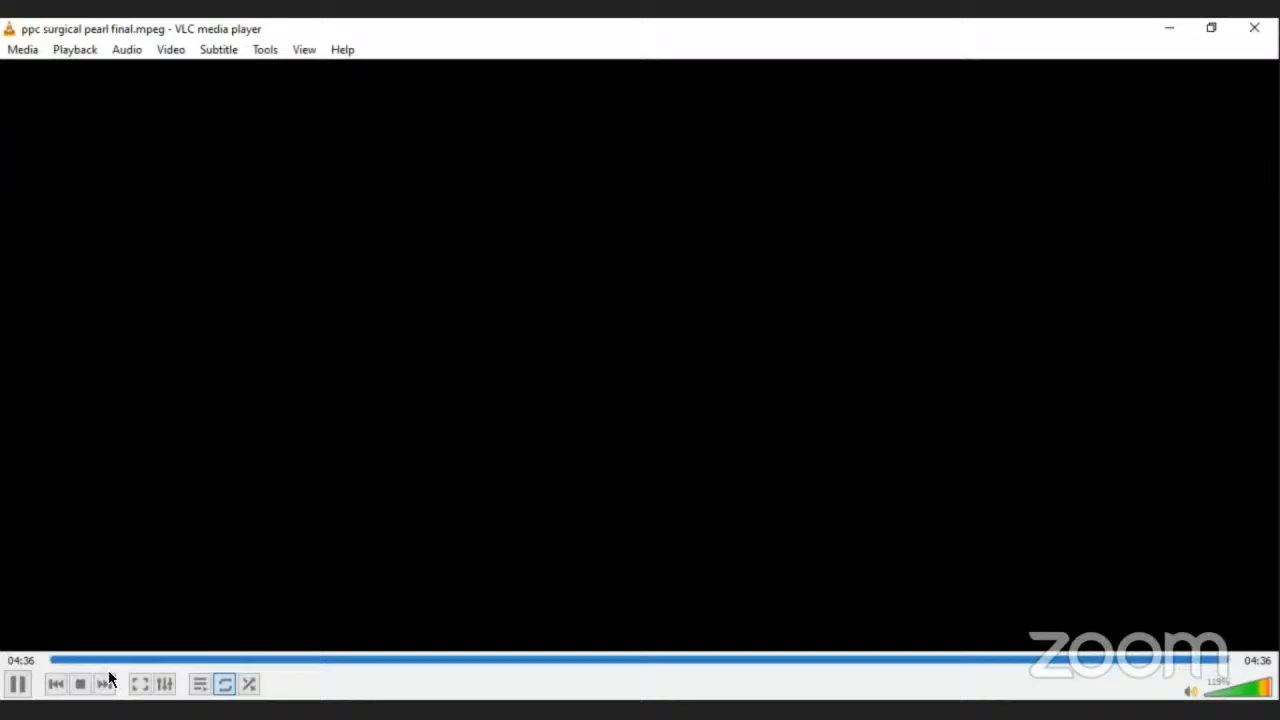 ppc surgical pearl final.mpeg - VLC media player
Media Playback Audio Video Subtitle Tools View Help
04:36 04:36
zoom
119%